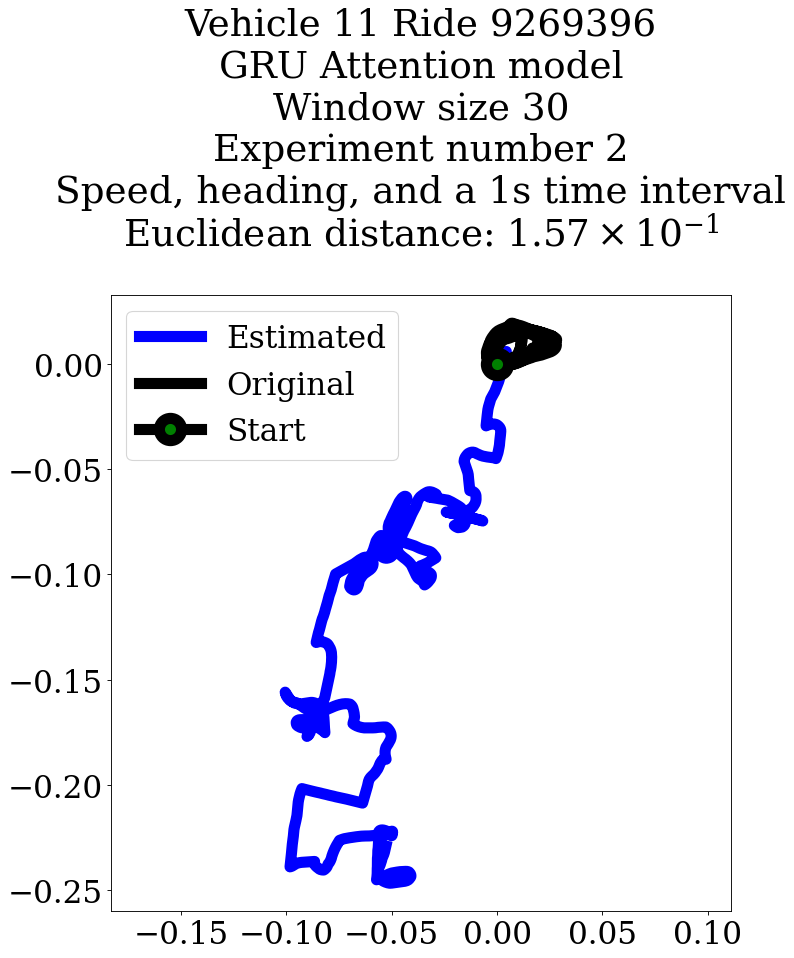 Vehicle 11 Ride 9269396
GRU Attention model
Window size 30
Experiment number 2
Speed, heading, and a 1s time interval
Euclidean distance: 1.57 × 10⁻¹
Estimated
Original
Start
0.00
−0.05
−0.10
−0.15
−0.20
−0.25
−0.15 −0.10 −0.05 0.00 0.05 0.10